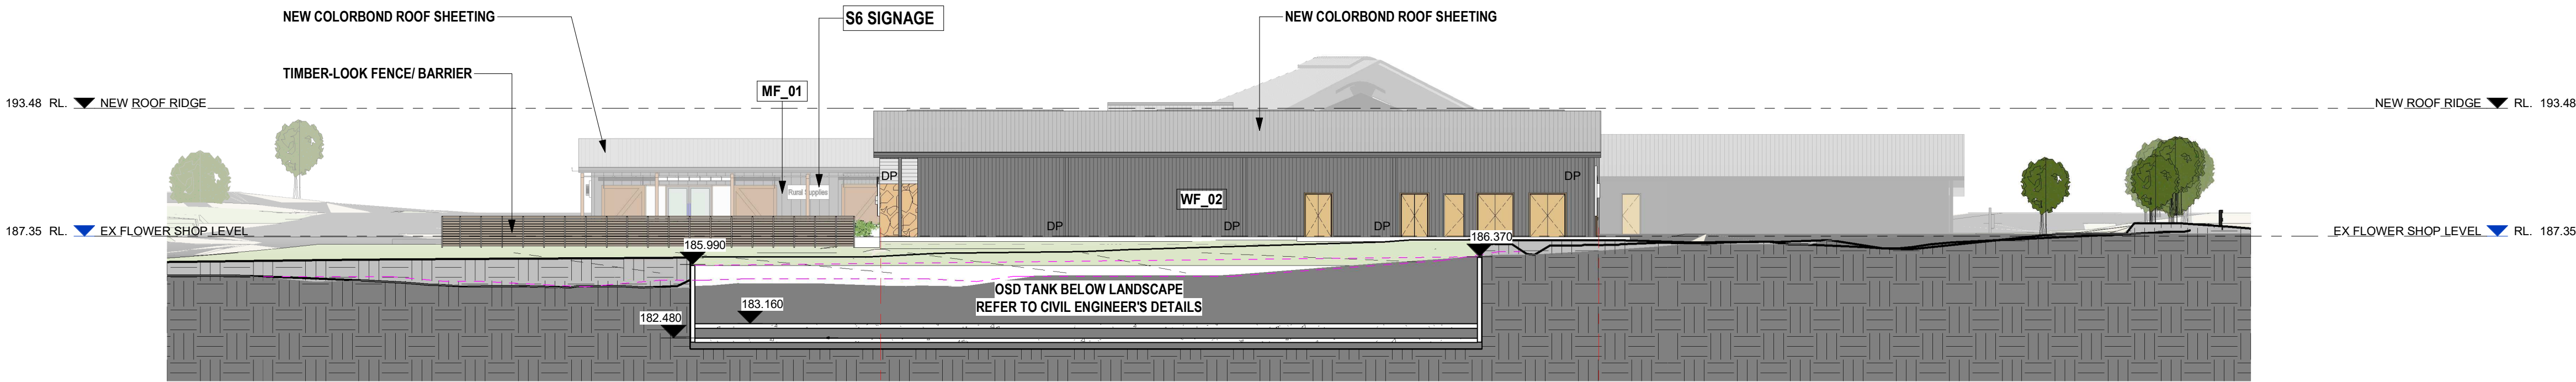 NEW COLORBOND ROOF SHEETING
S6 SIGNAGE
NEW COLORBOND ROOF SHEETING
TIMBER-LOOK FENCE/ BARRIER
MF_01
193.48 RL. NEW ROOF RIDGE
NEW ROOF RIDGE RL. 193.48
DP
DP
Rural Supplies
WF_02
DP
DP
DP
187.35 RL. EX FLOWER SHOP LEVEL
EX FLOWER SHOP LEVEL RL. 187.35
185.990
186.370
OSD TANK BELOW LANDSCAPE
REFER TO CIVIL ENGINEER'S DETAILS
183.160
182.480